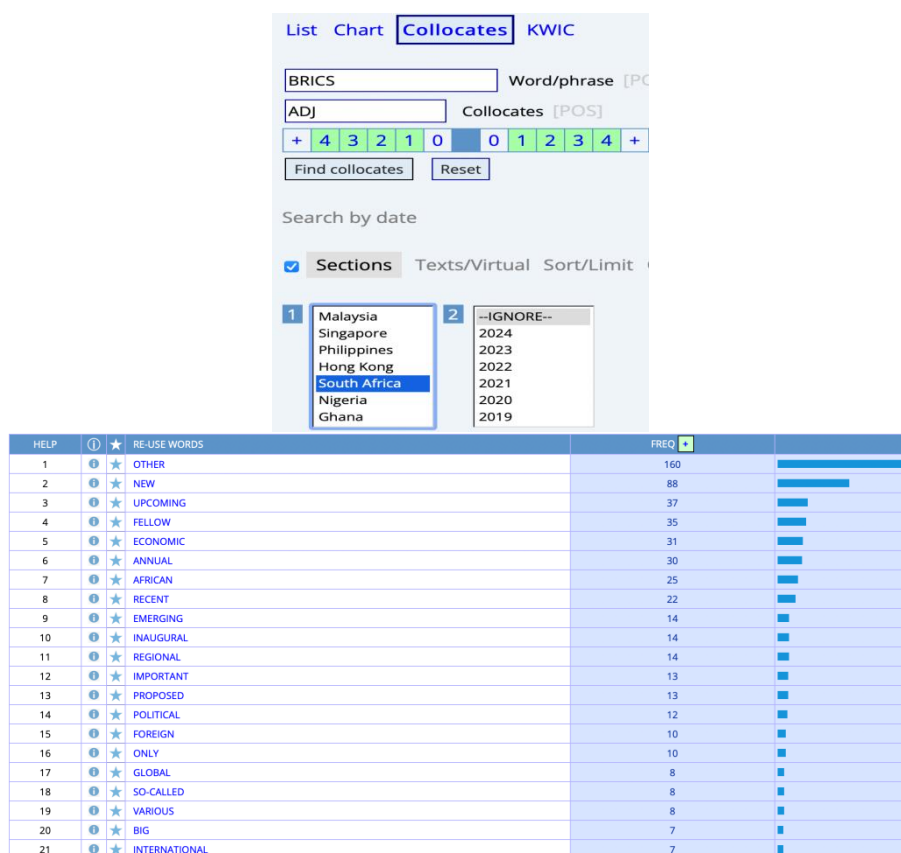 List Chart Collocates KWIC
BRICS Word/phrase
ADJ Collocates [POS]
+ 4 3 2 1 0 0 1 2 3 4 +
Find collocates Reset
Search by date
Sections Texts/Virtual Sort/Limit
1 Malaysia 2 --IGNORE--
Singapore 2024
Philippines 2023
Hong Kong 2022
South Africa 2021
Nigeria 2020
Ghana 2019
HELP RE-USE WORDS FREQ +
1 OTHER 160
2 NEW 88
3 UPCOMING 37
4 FELLOW 35
5 ECONOMIC 31
6 ANNUAL 30
7 AFRICAN 25
8 RECENT 22
9 EMERGING 14
10 INAUGURAL 14
11 REGIONAL 14
12 IMPORTANT 13
13 PROPOSED 13
14 POLITICAL 12
15 FOREIGN 10
16 ONLY 10
17 GLOBAL 8
18 SO-CALLED 8
19 VARIOUS 8
20 BIG 7
21 INTERNATIONAL 7